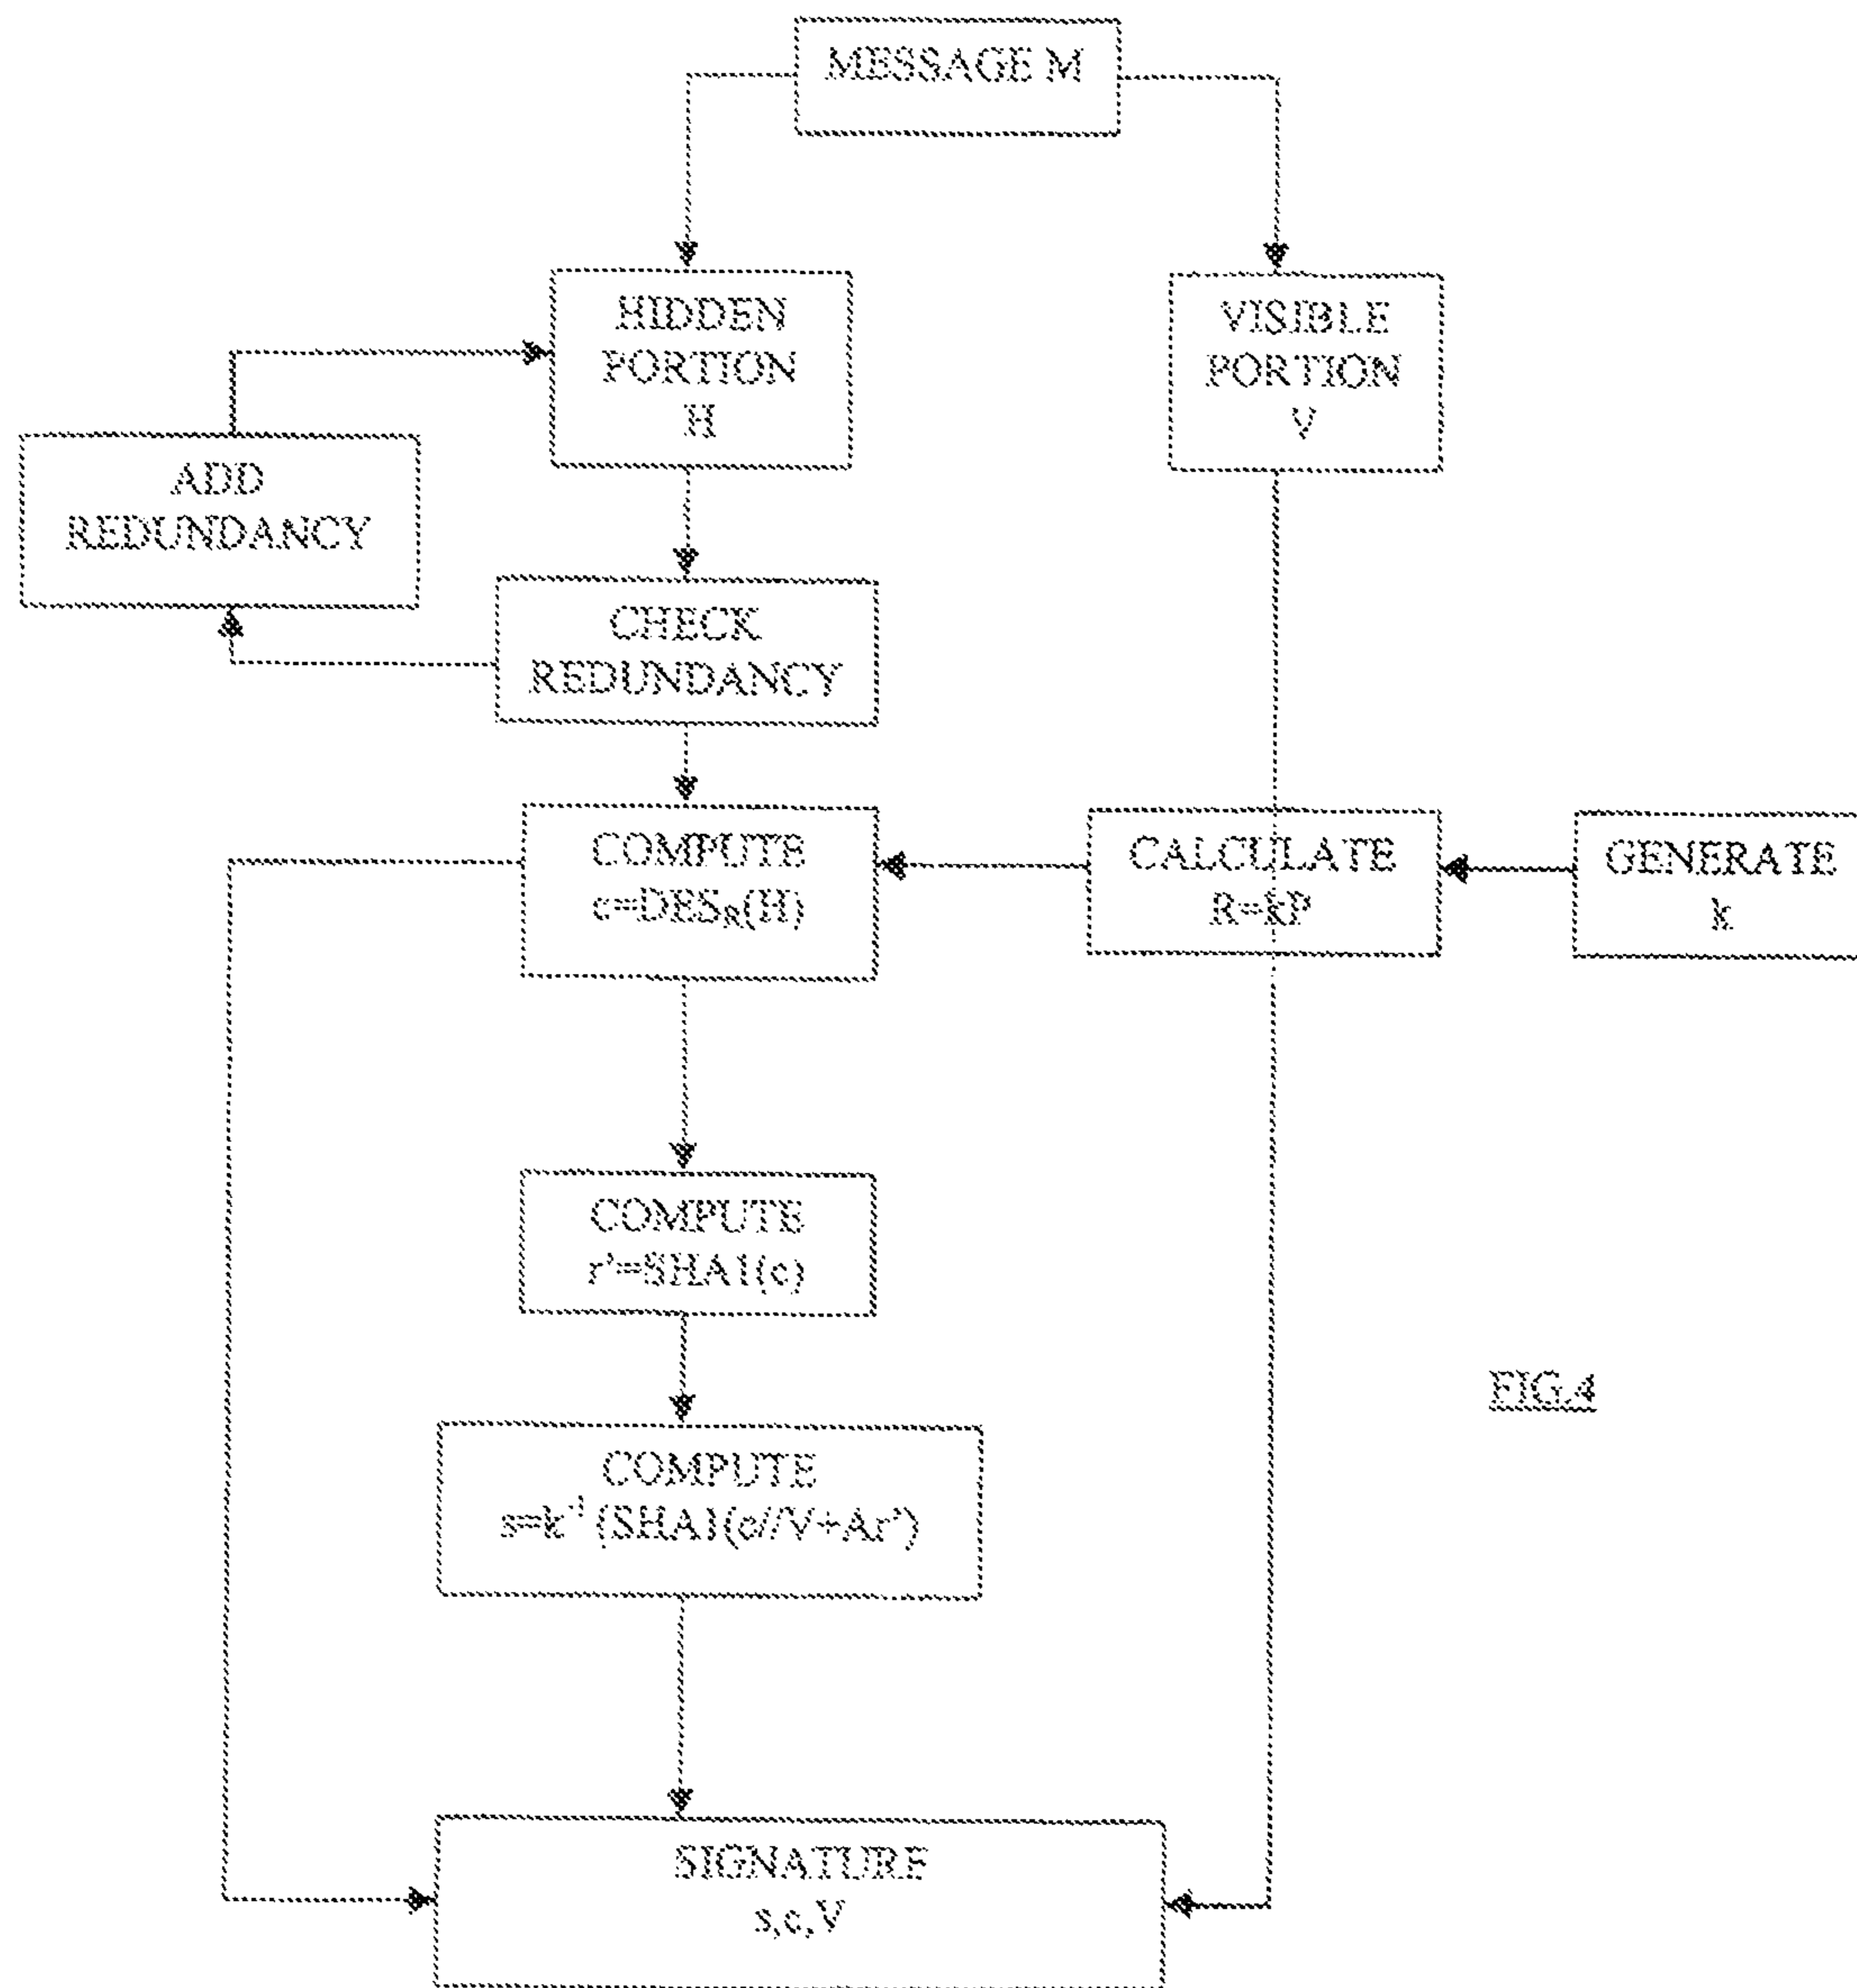 MESSAGE M
HIDDEN
PORTION
H
VISIBLE
PORTION
V
ADD
REDUNDANCY
CHECK
REDUNDANCY
COMPUTE
e=DES_R(H)
CALCULATE
R=kP
GENERATE
k
COMPUTE
r'=SHA1(e)
COMPUTE
s=k⁻¹(SHA1(e//V+Ar')
FIG.4
SIGNATURE
s,e,V